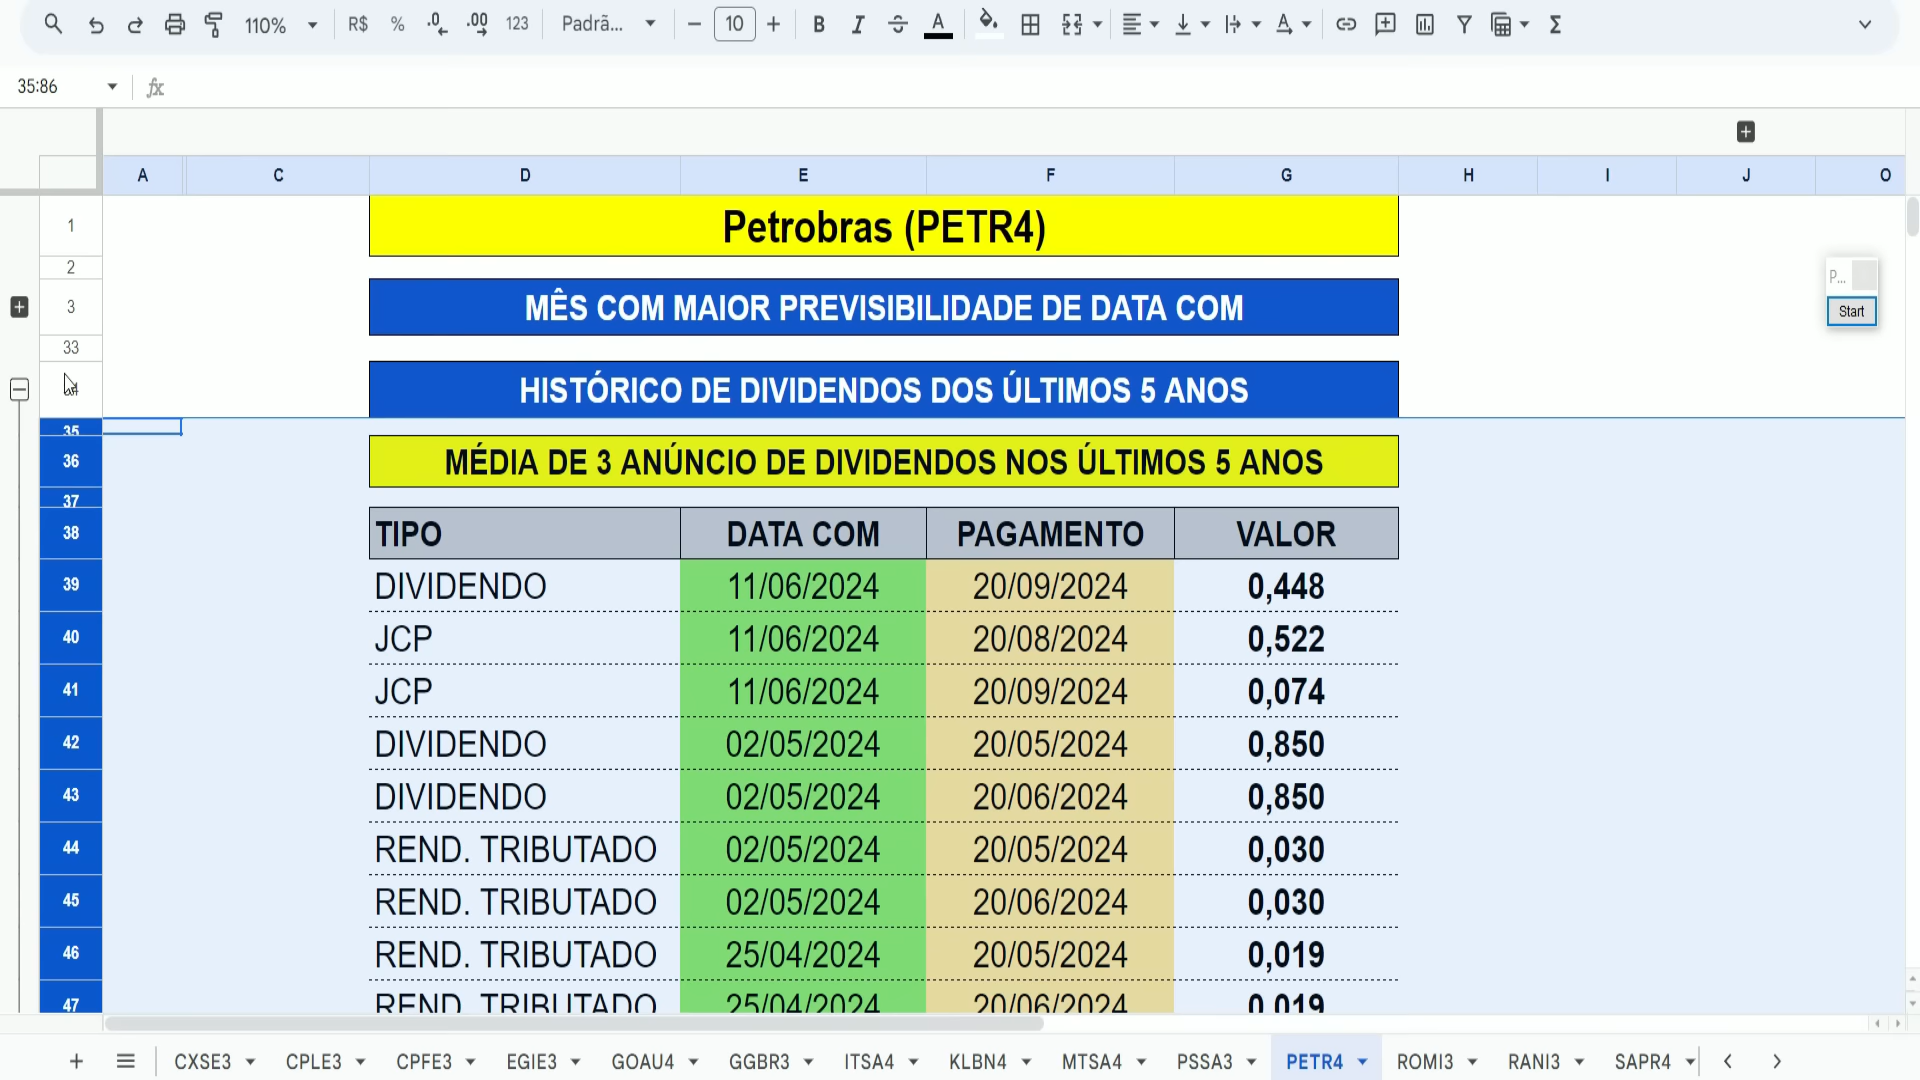 110% R$ % .0 .00 123 Padrã... 10 B I A
35:86 fx
A C D E F G H I J O
1 Petrobras (PETR4)
2
3 MÊS COM MAIOR PREVISIBILIDADE DE DATA COM
P...
Start
33
HISTÓRICO DE DIVIDENDOS DOS ÚLTIMOS 5 ANOS
35
36 MÉDIA DE 3 ANÚNCIO DE DIVIDENDOS NOS ÚLTIMOS 5 ANOS
37
38 TIPO DATA COM PAGAMENTO VALOR
39 DIVIDENDO 11/06/2024 20/09/2024 0,448
40 JCP 11/06/2024 20/08/2024 0,522
41 JCP 11/06/2024 20/09/2024 0,074
42 DIVIDENDO 02/05/2024 20/05/2024 0,850
43 DIVIDENDO 02/05/2024 20/06/2024 0,850
44 REND. TRIBUTADO 02/05/2024 20/05/2024 0,030
45 REND. TRIBUTADO 02/05/2024 20/06/2024 0,030
46 REND. TRIBUTADO 25/04/2024 20/05/2024 0,019
47 REND. TRIBUTADO 25/04/2024 20/06/2024 0,019
CXSE3 CPLE3 CPFE3 EGIE3 GOAU4 GGBR3 ITSA4 KLBN4 MTSA4 PSSA3 PETR4 ROMI3 RANI3 SAPR4